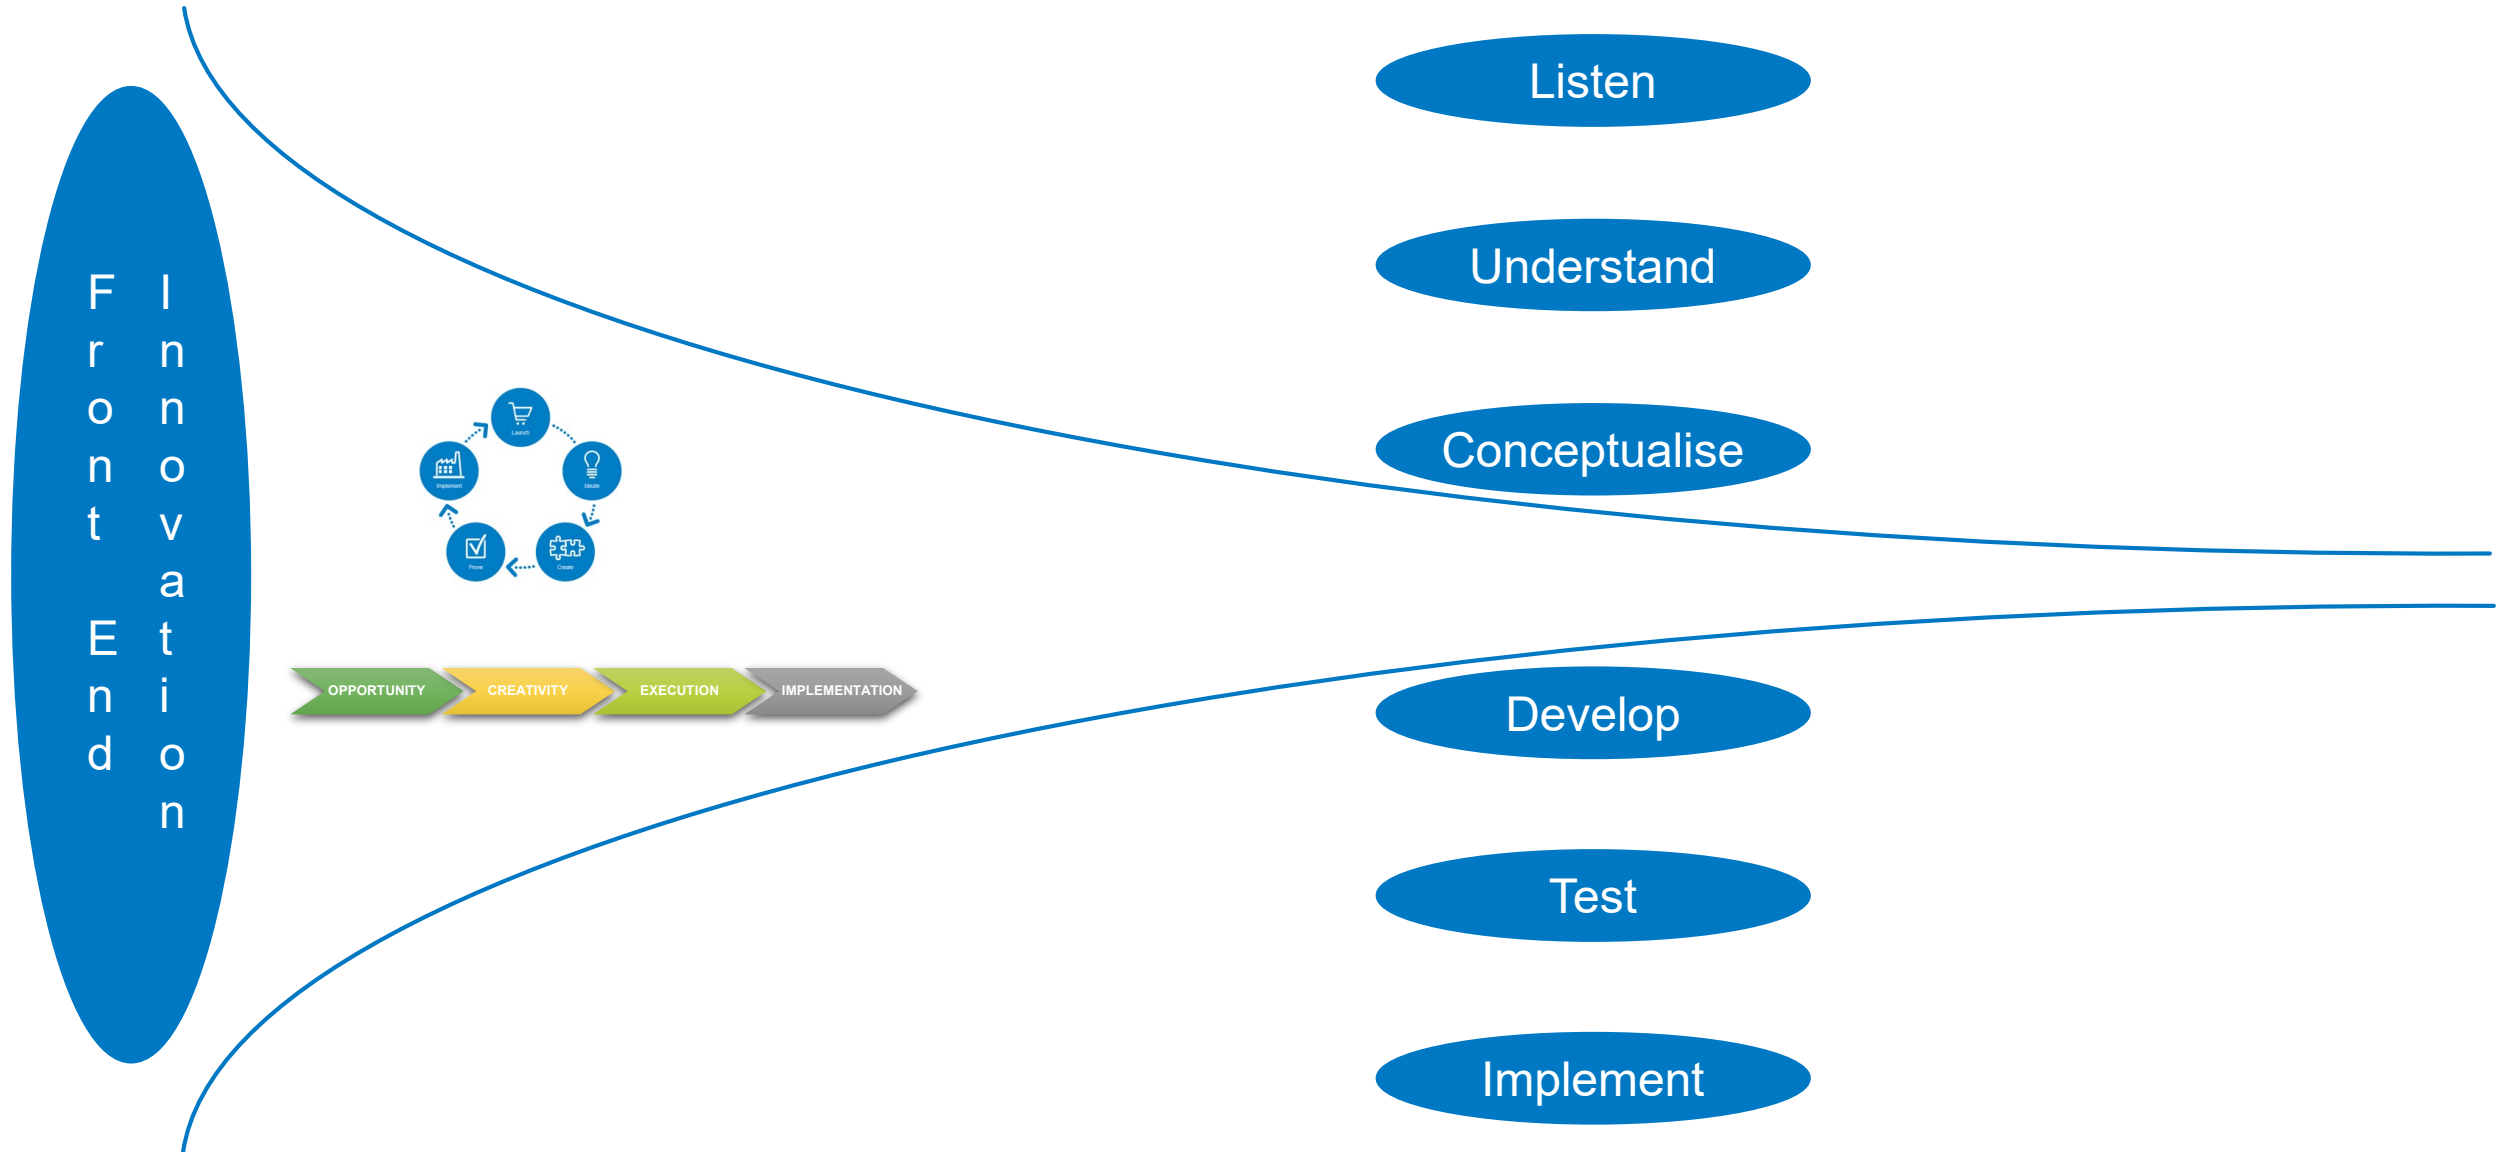 Front End
Innovation
Launch
Ideate
Create
Prove
Implement
OPPORTUNITY
CREATIVITY
EXECUTION
IMPLEMENTATION
Listen
Understand
Conceptualise
Develop
Test
Implement